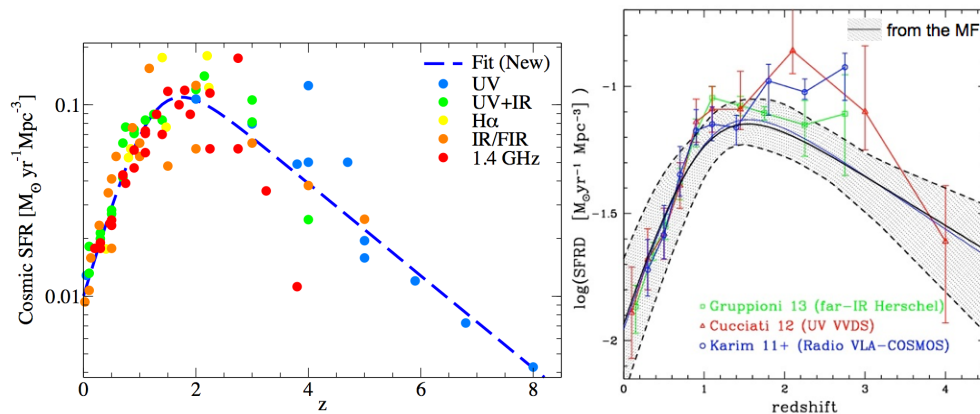 Cosmic SFR [M⊙ yr⁻¹Mpc⁻³]
0.1
0.01
0
2
4
6
8
z
Fit (New)
UV
UV+IR
Hα
IR/FIR
1.4 GHz
log(SFRD [M⊙yr⁻¹ Mpc⁻³] )
-1
-1.5
-2
0
1
2
3
4
redshift
from the MF
Gruppioni 13 (far-IR Herschel)
Cucciati 12 (UV VVDS)
Karim 11+ (Radio VLA-COSMOS)